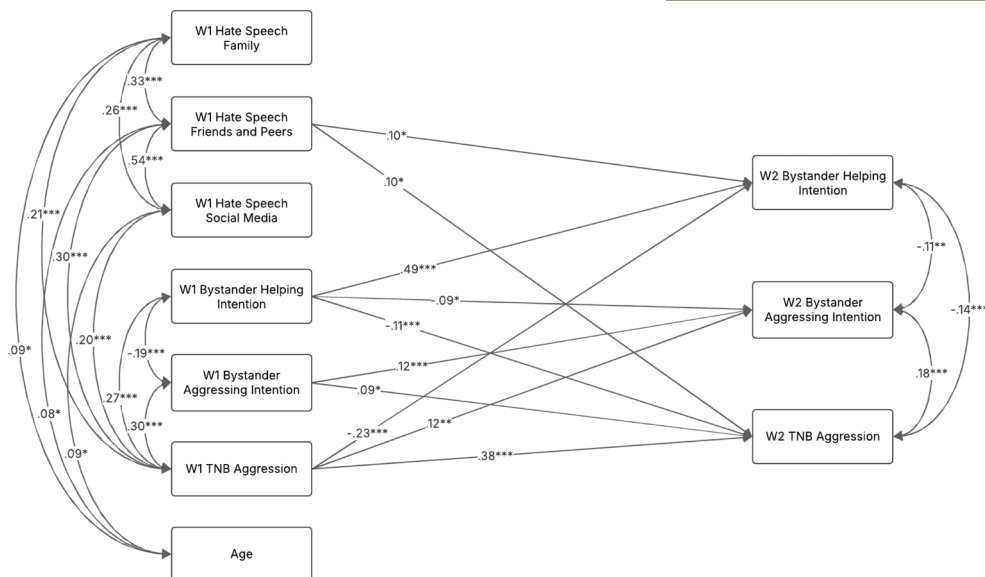 W1 Hate Speech
Family
.33***
.26***
W1 Hate Speech
Friends and Peers
.10*
.54***
.10*
W2 Bystander Helping
Intention
W1 Hate Speech
Social Media
.21***
-.11**
.30***
.49***
W1 Bystander Helping
Intention
-.09*
W2 Bystander
Aggressing Intention
-.14***
-.11***
.20***
.09*
-.19***
.12***
.18***
W1 Bystander
Aggressing Intention
.09*
.27***
.08*
.30***
.12**
-.23***
W2 TNB Aggression
.09*
.38***
W1 TNB Aggression
Age